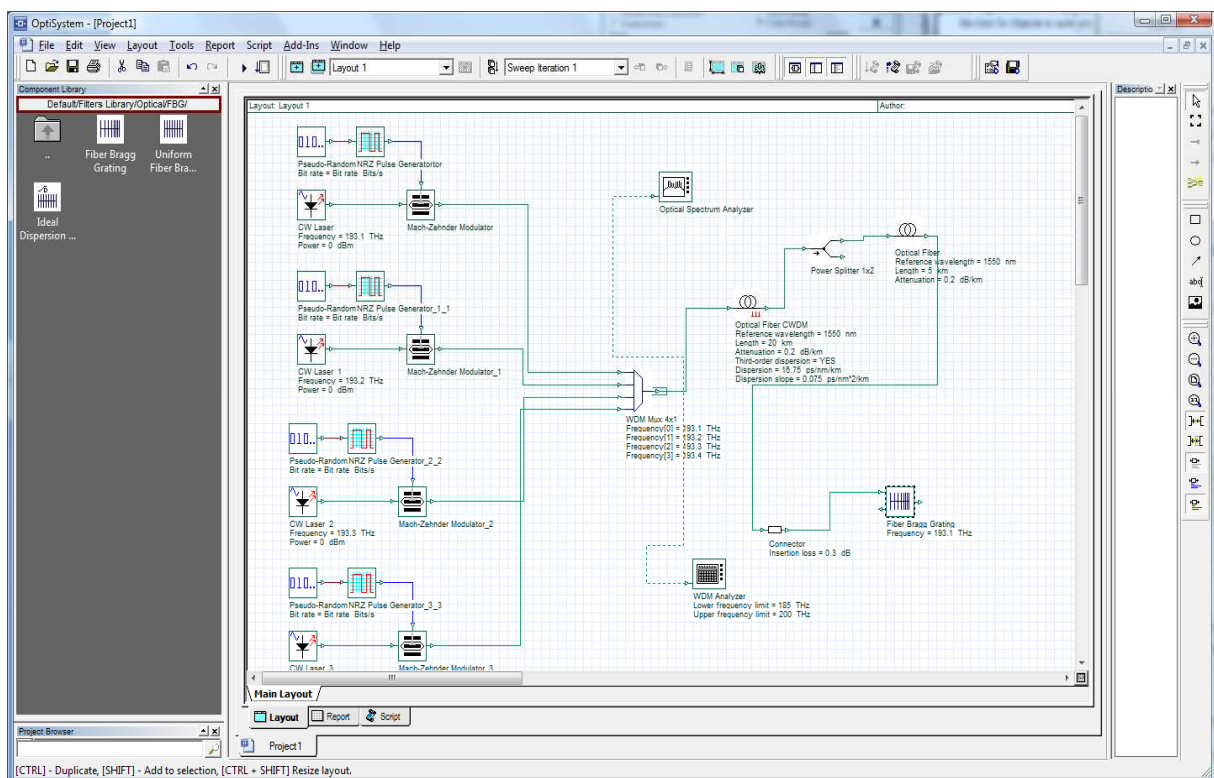 OptiSystem - [Project1]
File Edit View Layout Tools Report Script Add-Ins Window Help
Layout 1
Sweep Iteration 1
Component Library
Default/Filters Library/Optical/FBG/
..
Fiber Bragg
Grating
Uniform
Fiber Bra...
Ideal
Dispersion ...
Project Browser
Layout: Layout 1
Author:
Pseudo-Random NRZ Pulse Generatortor
Bit rate = Bit rate Bits/s
CW Laser
Frequency = 193.1 THz
Power = 0 dBm
Mach-Zehnder Modulator
Pseudo-Random NRZ Pulse Generator_1_1
Bit rate = Bit rate Bits/s
CW Laser 1
Frequency = 193.2 THz
Power = 0 dBm
Mach-Zehnder Modulator_1
Pseudo-Random NRZ Pulse Generator_2_2
Bit rate = Bit rate Bits/s
CW Laser 2
Frequency = 193.3 THz
Power = 0 dBm
Mach-Zehnder Modulator_2
Pseudo-Random NRZ Pulse Generator_3_3
Bit rate = Bit rate Bits/s
CW Laser 3
Mach-Zehnder Modulator_3
Optical Spectrum Analyzer
Power Splitter 1x2
Optical Fiber
Reference wavelength = 1550 nm
Length = 5 km
Attenuation = 0.2 dB/km
Optical Fiber CWDM
Reference wavelength = 1550 nm
Length = 20 km
Attenuation = 0.2 dB/km
Third-order dispersion = YES
Dispersion = 16.75 ps/nm/km
Dispersion slope = 0.075 ps/nm^2/km
WDM Mux 4x1
Frequency[0] = 193.1 THz
Frequency[1] = 193.2 THz
Frequency[2] = 193.3 THz
Frequency[3] = 193.4 THz
Connector
Insertion loss = 0.3 dB
Fiber Bragg Grating
Frequency = 193.1 THz
WDM Analyzer
Lower frequency limit = 185 THz
Upper frequency limit = 200 THz
Main Layout
Layout Report Script
Project1
Descriptio
[CTRL] - Duplicate, [SHIFT] - Add to selection, [CTRL + SHIFT] Resize layout.